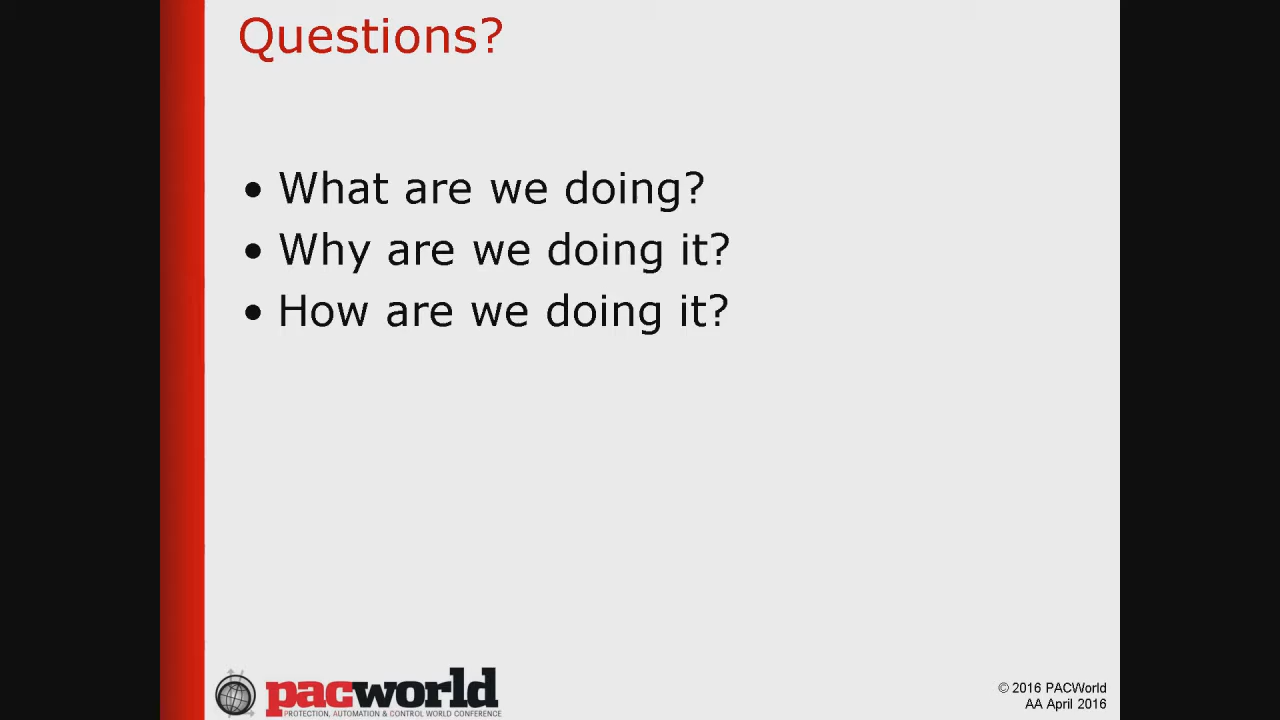 Questions?
• What are we doing?
• Why are we doing it?
• How are we doing it?
pacworld
PROTECTION, AUTOMATION & CONTROL WORLD CONFERENCE
© 2016 PACWorld
AA April 2016